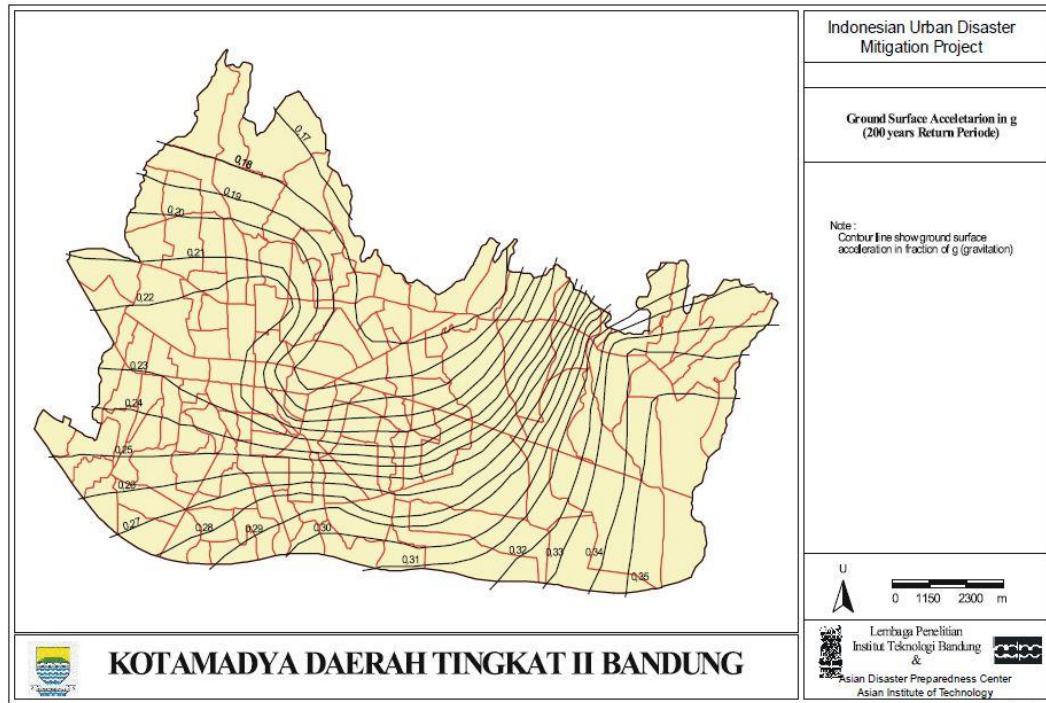 Indonesian Urban Disaster
Mitigation Project
Ground Surface Acceletarion in g
(200 years Return Periode)
Note :
Contour line show ground surface
acceleration in fraction of g (gravitation)
0,17
0,18
0,19
0,20
0,21
0,22
0,23
0,24
0,25
0,26
0,27
0,28
0,29
0,30
0,31
0,32
0,33
0,34
0,35
U
0 1150 2300 m
KOTAMADYA DAERAH TINGKAT II BANDUNG
Lembaga Penelitian
Institut Teknologi Bandung
&
Asian Disaster Preparedness Center
Asian Institute of Technology
adpc